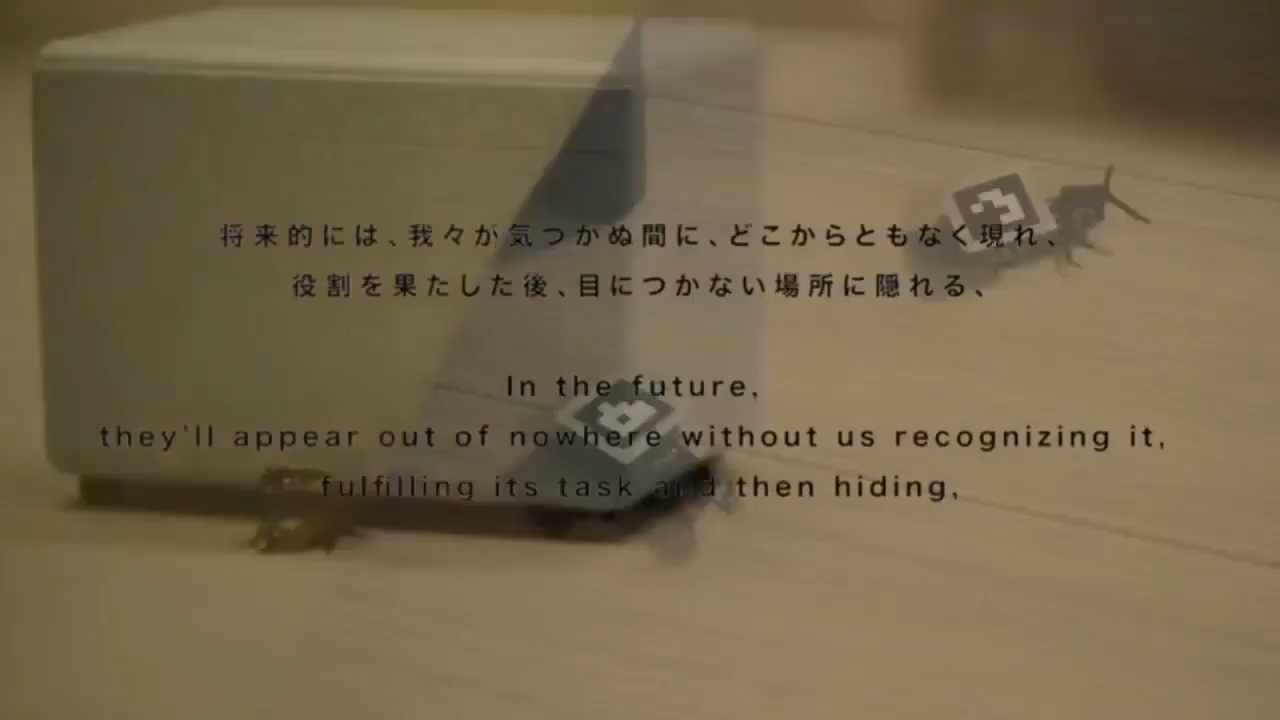 将来的には、我々が気つかぬ間に、どこからともなく現れ、
役割を果たした後、目につかない場所に隠れる、
In the future,
they'll appear out of nowhere without us recognizing it,
fulfilling its task and then hiding,